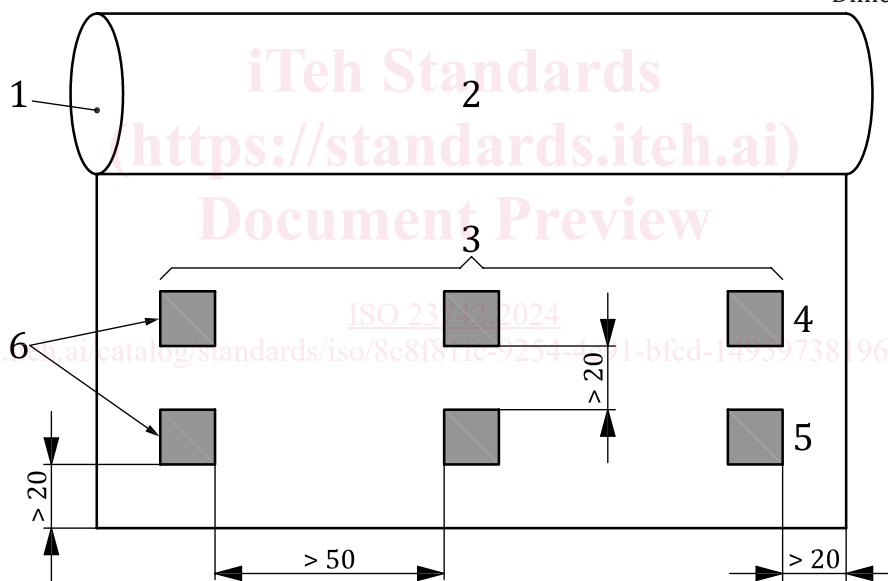 iTeh Standards
1
2
(https://standards.iteh.ai)
Document Preview
3
ISO 23742:2024
4
6
> 20
5
> 20
> 50
> 20